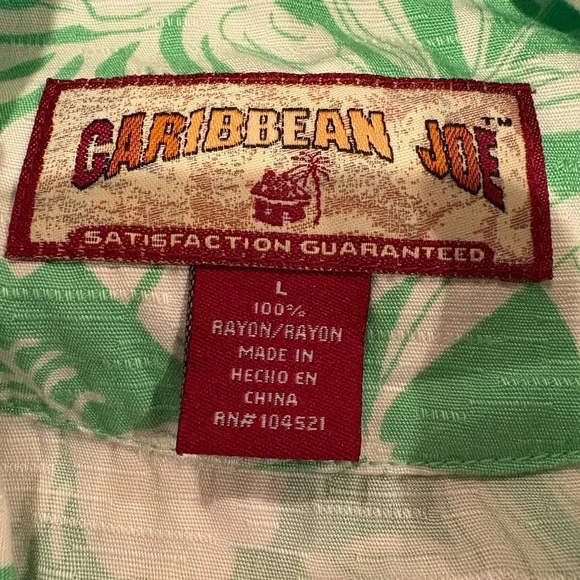 CARIBBEAN JOE™
SATISFACTION GUARANTEED
L
100%
RAYON/RAYON
MADE IN
HECHO EN
CHINA
RN#104521